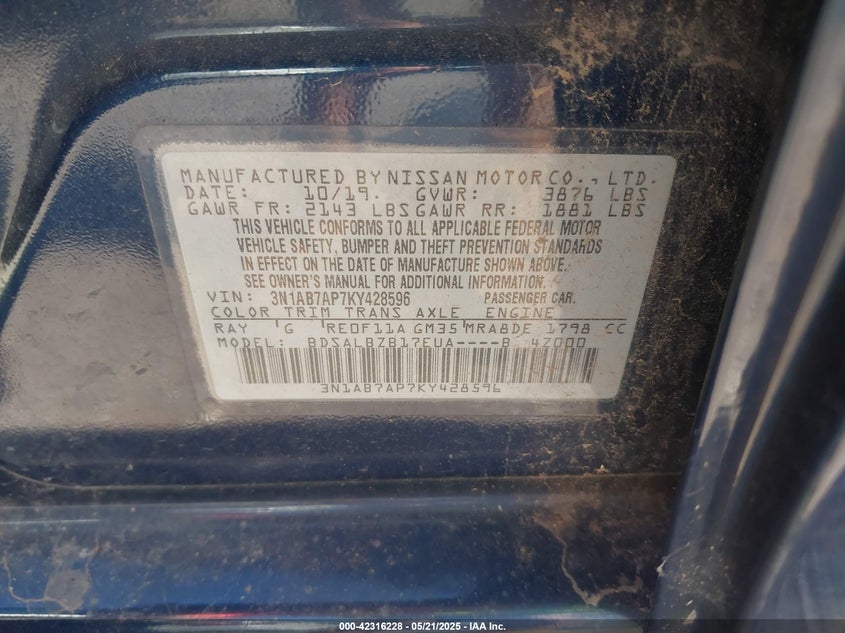 MANUFACTURED BY NISSAN MOTOR CO., LTD.
DATE: 10/19. GVWR: 3876 LBS
GAWR FR: 2143 LBS GAWR RR: 1881 LBS
THIS VEHICLE CONFORMS TO ALL APPLICABLE FEDERAL MOTOR
VEHICLE SAFETY, BUMPER AND THEFT PREVENTION STANDARDS
IN EFFECT ON THE DATE OF MANUFACTURE SHOWN ABOVE.
SEE OWNER'S MANUAL FOR ADDITIONAL INFORMATION.
VIN: 3N1AB7AP7KY428596 PASSENGER CAR.
COLOR TRIM TRANS AXLE ENGINE
RAY G RE0F11A GM35 MRA8DE 1798 CC
MODEL: BDSALBZB17EUA----B 47000
3N1AB7AP7KY428596
000-42316228 - 05/21/2025 - IAA Inc.